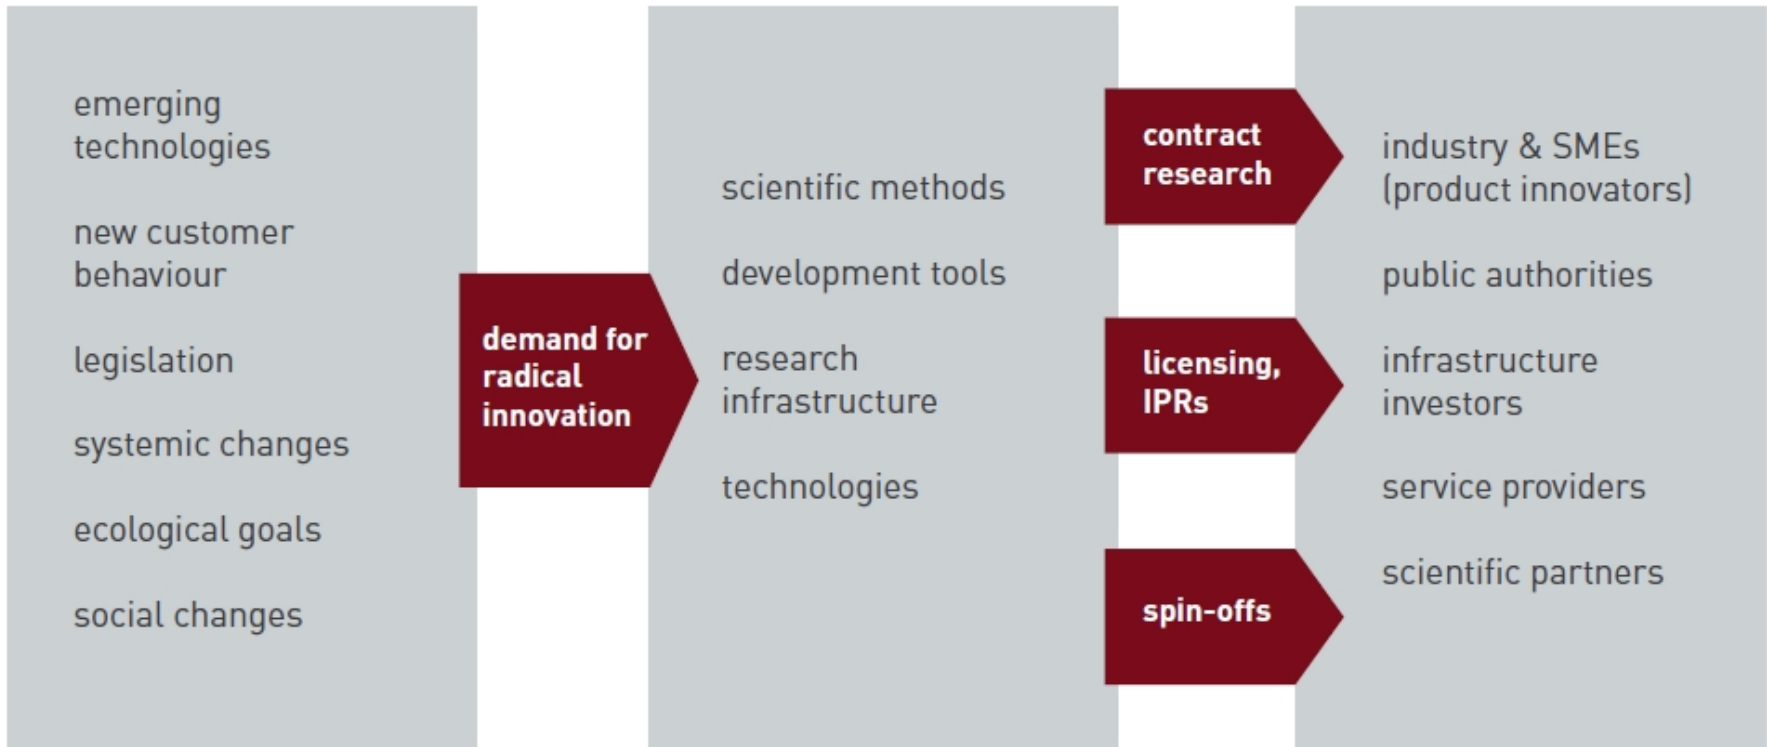 emerging
technologies
new customer
behaviour
legislation
systemic changes
ecological goals
social changes
demand for
radical
innovation
scientific methods
development tools
research
infrastructure
technologies
contract
research
licensing,
IPRs
spin-offs
industry & SMEs
(product innovators)
public authorities
infrastructure
investors
service providers
scientific partners